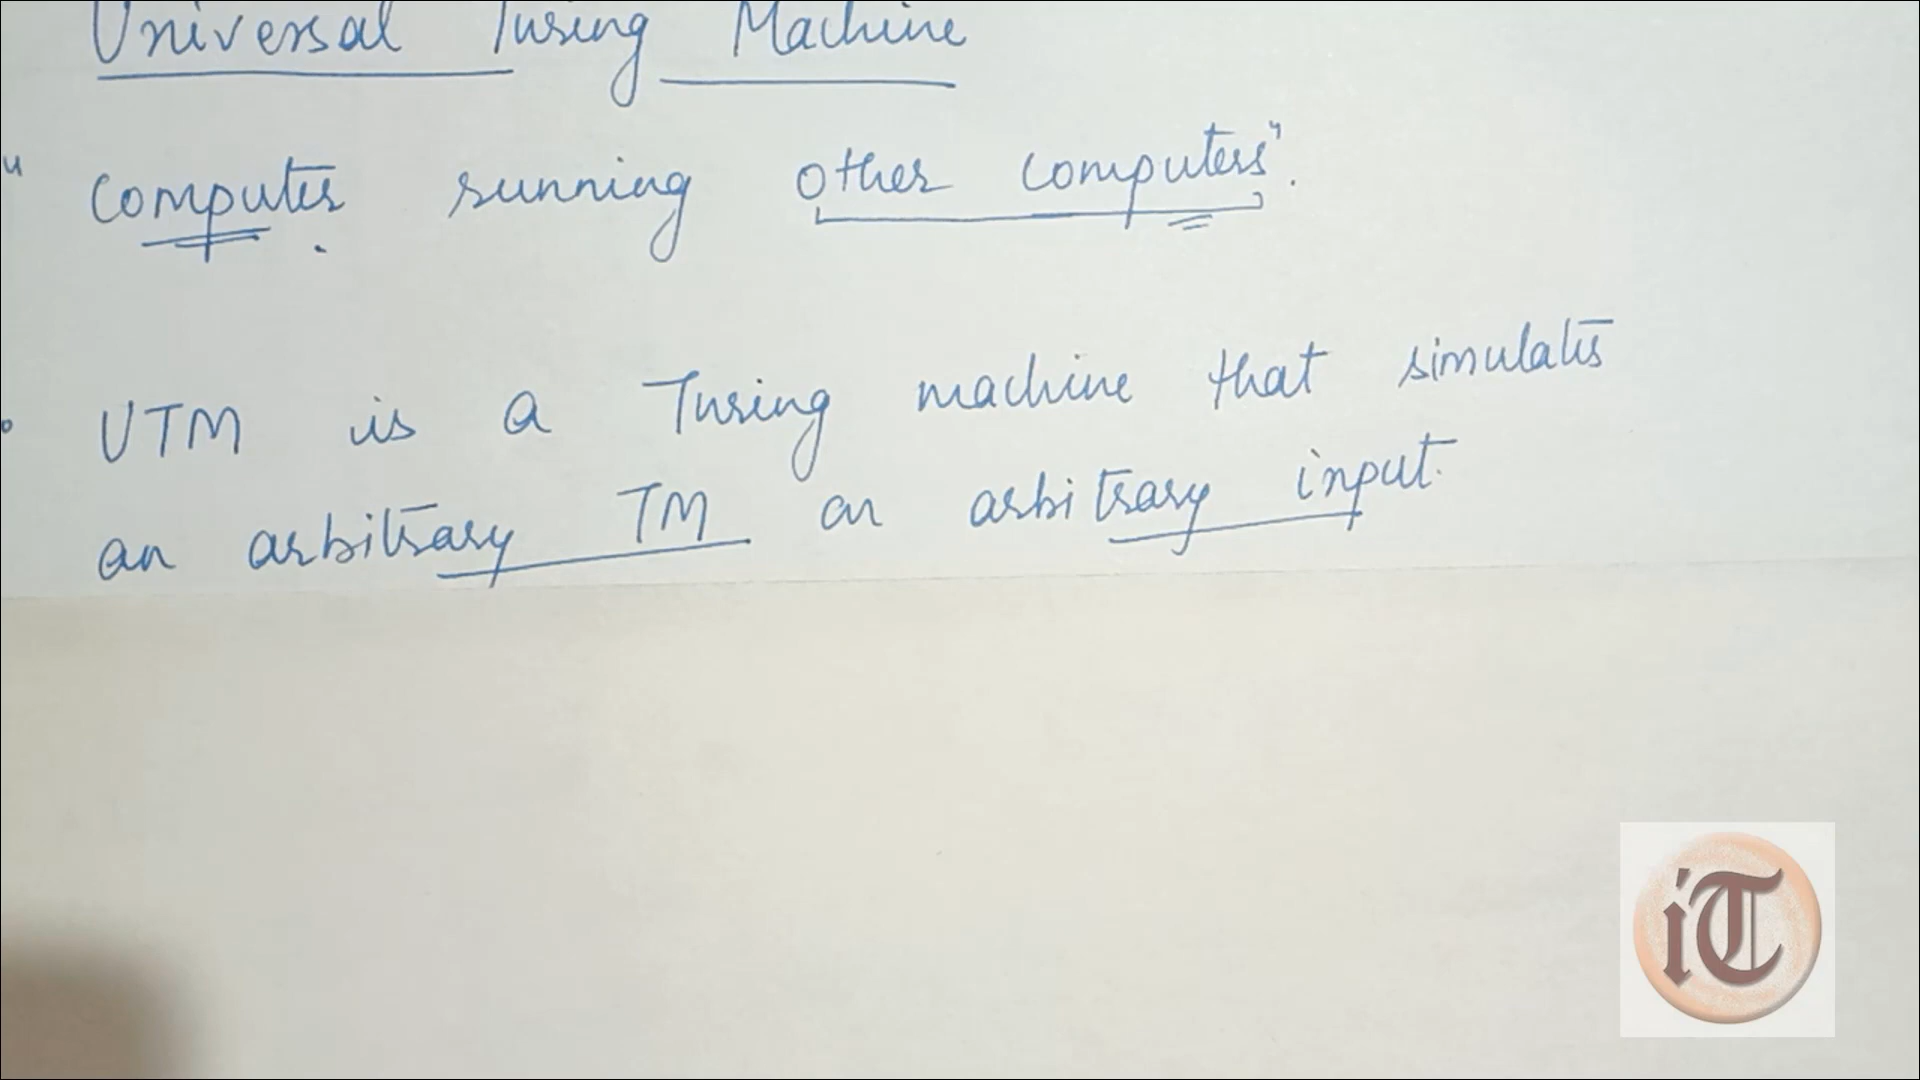 Universal Turing Machine
"Computer running other computers".
• UTM is a Turing machine that simulates
an arbitrary TM on arbitrary input.
iT